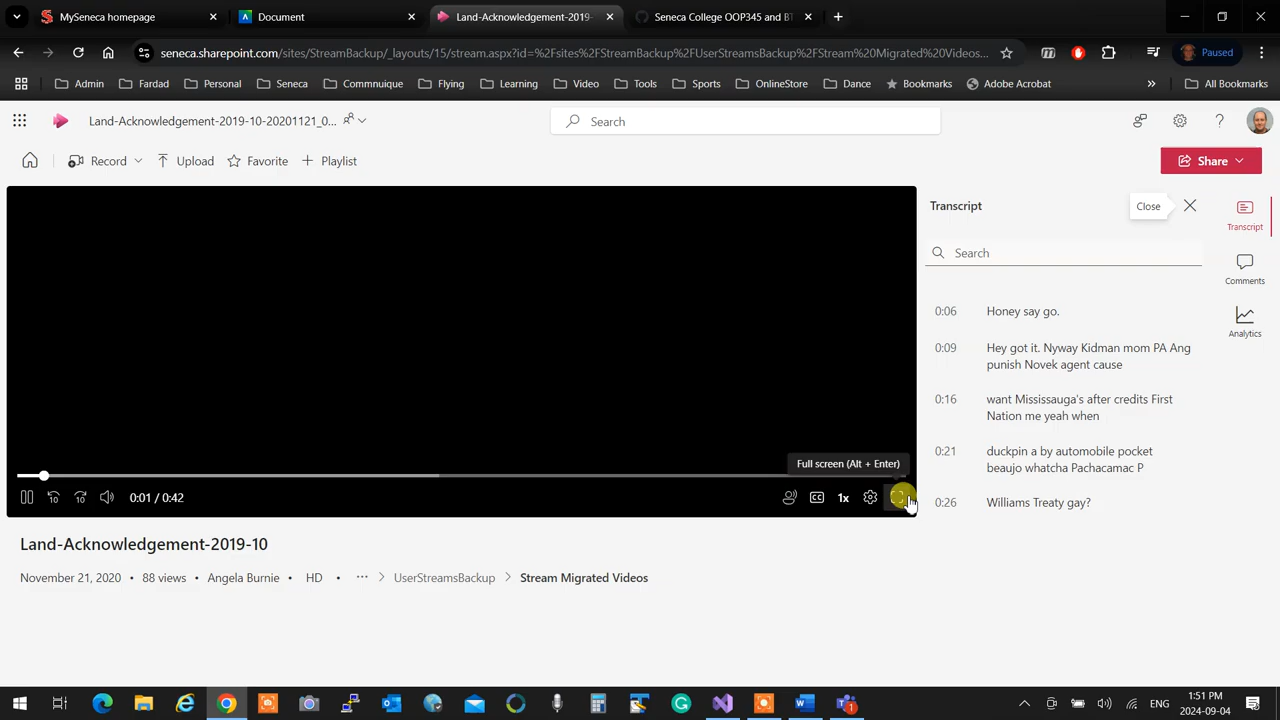 MySeneca homepage
Document
Land-Acknowledgement-2019-
Seneca College OOP345 and BT
seneca.sharepoint.com/sites/StreamBackup/_layouts/15/stream.aspx?id=%2Fsites%2FStreamBackup%2FUserStreamsBackup%2FStream%20Migrated%20Videos...
Paused
Admin
Fardad
Personal
Seneca
Commnuique
Flying
Learning
Video
Tools
Sports
OnlineStore
Dance
Bookmarks
Adobe Acrobat
All Bookmarks
Land-Acknowledgement-2019-10-20201121_0...
Search
Record
Upload
Favorite
Playlist
Share
Transcript
Close
Transcript
Search
Comments
0:06 Honey say go.
Analytics
0:09 Hey got it. Nyway Kidman mom PA Ang
punish Novek agent cause
0:16 want Mississauga's after credits First
Nation me yeah when
0:21 duckpin a by automobile pocket
beaujo whatcha Pachacamac P
0:26 Williams Treaty gay?
Full screen (Alt + Enter)
0:01 / 0:42
CC
1x
Land-Acknowledgement-2019-10
November 21, 2020 • 88 views • Angela Burnie • HD • ... > UserStreamsBackup > Stream Migrated Videos
ENG
1:51 PM
2024-09-04